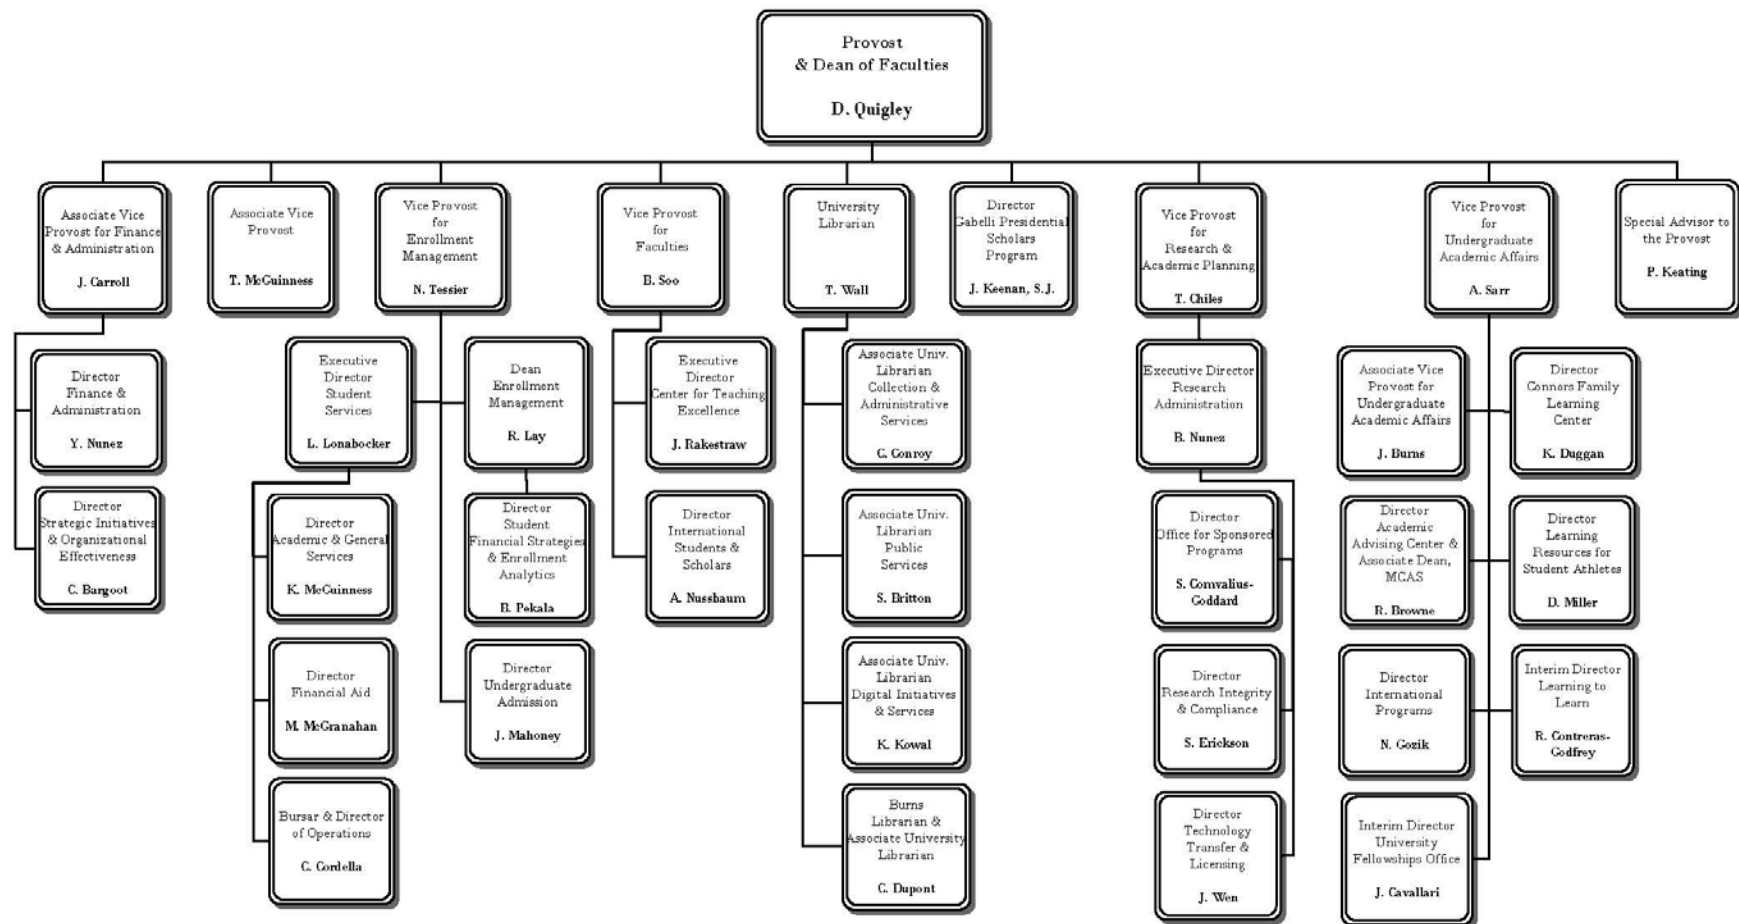 Provost
& Dean of Faculties
D. Quigley
Associate Vice
Provost for Finance
& Administration
J. Carroll
Associate Vice
Provost
T. McGuinness
Vice Provost
for
Enrollment
Management
N. Tessier
Vice Provost
for
Faculties
B. Soo
University
Librarian
T. Wall
Director
Gabelli Presidential
Scholars
Program
J. Keenan, S.J.
Vice Provost
for
Research &
Academic Planning
T. Chiles
Vice Provost
for
Undergraduate
Academic Affairs
A. Sarr
Special Advisor to
the Provost
P. Keating
Director
Finance &
Administration
Y. Nunez
Executive
Director
Student
Services
L. Lonabocker
Dean
Enrollment
Management
R. Lay
Executive
Director
Center for Teaching
Excellence
J. Rakestraw
Associate Univ.
Librarian
Collection &
Administrative
Services
C. Conroy
Executive Director
Research
Administration
B. Nunez
Associate Vice
Provost for
Undergraduate
Academic Affairs
J. Burns
Director
Connors Family
Learning
Center
K. Duggan
Director
Strategic Initiatives
& Organizational
Effectiveness
C. Bargoot
Director
Academic & General
Services
K. McGuinness
Director
Student
Financial Strategies
& Enrollment
Analytics
B. Pekala
Director
International
Students &
Scholars
A. Nussbaum
Associate Univ.
Librarian
Public
Services
S. Britton
Director
Office for Sponsored
Programs
S. Comvalius-
Goddard
Director
Academic
Advising Center &
Associate Dean,
MCAS
R. Browne
Director
Learning
Resources for
Student Athletes
D. Miller
Director
Financial Aid
M. McGranahan
Director
Undergraduate
Admission
J. Mahoney
Associate Univ.
Librarian
Digital Initiatives
& Services
K. Kowal
Director
Research Integrity
& Compliance
S. Erickson
Director
International
Programs
N. Gozik
Interim Director
Learning to
Learn
R. Contreras-
Godfrey
Bursar & Director
of Operations
C. Cordella
Burns
Librarian &
Associate University
Librarian
C. Dupont
Director
Technology
Transfer &
Licensing
J. Wen
Interim Director
University
Fellowships Office
J. Cavallari